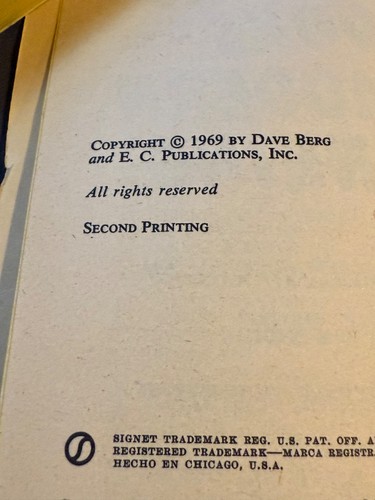 Copyright © 1969 by Dave Berg
and E. C. Publications, Inc.
All rights reserved
Second Printing
SIGNET TRADEMARK REG. U.S. PAT. OFF.
REGISTERED TRADEMARK—MARCA
HECHO EN CHICAGO, U.S.A.